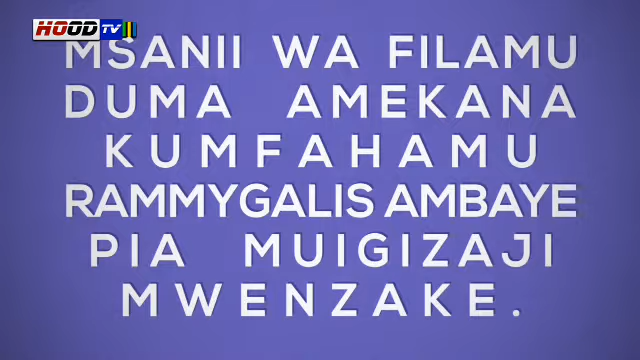 HOOD TV
MSANII WA FILAMU
DUMA AMEKANA
KUMFAHAMU
RAMMYGALIS AMBAYE
PIA MUIGIZAJI
MWENZAKE.